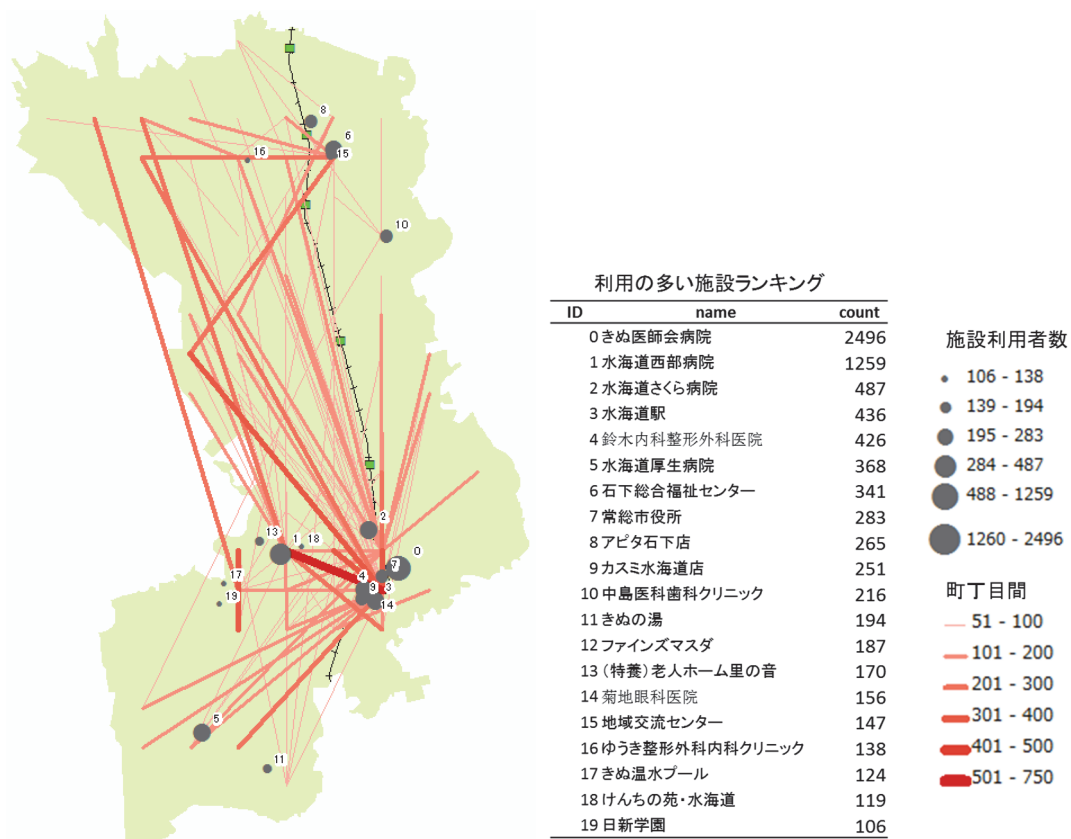 8
6
15
16
10
2
13
1
18
0
7
17
4
9
3
19
14
5
11
利用の多い施設ランキング
ID name count
0 きぬ医師会病院 2496
1 水海道西部病院 1259
2 水海道さくら病院 487
3 水海道駅 436
4 鈴木内科整形外科医院 426
5 水海道厚生病院 368
6 石下総合福祉センター 341
7 常総市役所 283
8 アピタ石下店 265
9 カスミ水海道店 251
10 中島医科歯科クリニック 216
11 きぬの湯 194
12 ファインズマスダ 187
13 (特養)老人ホーム里の音 170
14 菊地眼科医院 156
15 地域交流センター 147
16 ゆうき整形外科内科クリニック 138
17 きぬ温水プール 124
18 けんちの苑・水海道 119
19 日新学園 106
施設利用者数
106 - 138
139 - 194
195 - 283
284 - 487
488 - 1259
1260 - 2496
町丁目間
51 - 100
101 - 200
201 - 300
301 - 400
401 - 500
501 - 750